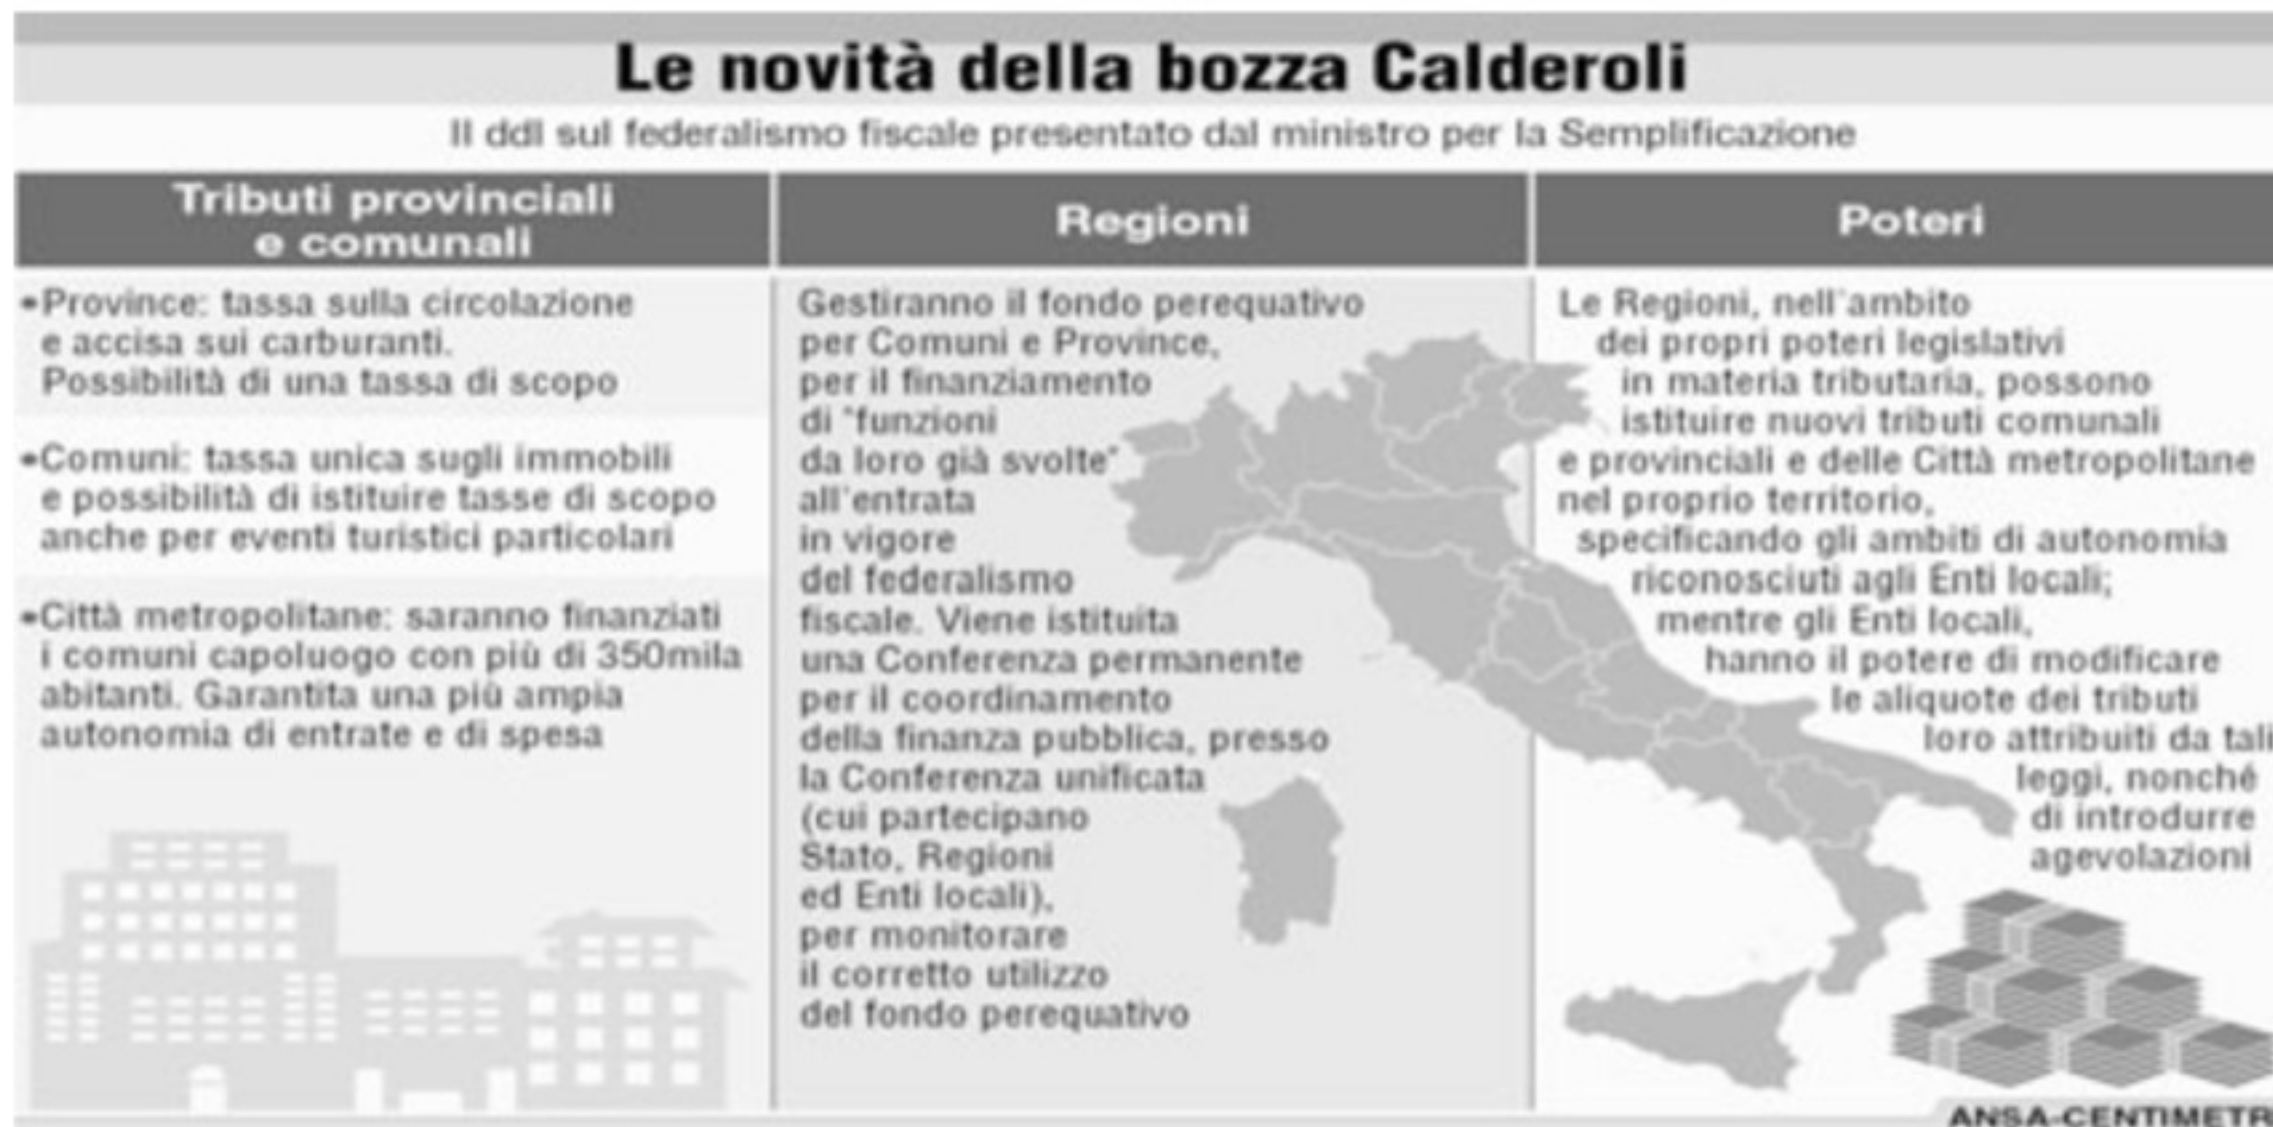 Le novità della bozza Calderoli
Il ddl sul federalismo fiscale presentato dal ministro per la Semplificazione
Tributi provinciali
e comunali
•Province: tassa sulla circolazione
e accisa sui carburanti.
Possibilità di una tassa di scopo
•Comuni: tassa unica sugli immobili
e possibilità di istituire tasse di scopo
anche per eventi turistici particolari
•Città metropolitane: saranno finanziati
i comuni capoluogo con più di 350mila
abitanti. Garantita una più ampia
autonomia di entrate e di spesa
Regioni
Gestiranno il fondo perequativo
per Comuni e Province,
per il finanziamento
di "funzioni
da loro già svolte"
all'entrata
in vigore
del federalismo
fiscale. Viene istituita
una Conferenza permanente
per il coordinamento
della finanza pubblica, presso
la Conferenza unificata
(cui partecipano
Stato, Regioni
ed Enti locali),
per monitorare
il corretto utilizzo
del fondo perequativo
Poteri
Le Regioni, nell'ambito
dei propri poteri legislativi
in materia tributaria, possono
istituire nuovi tributi comunali
e provinciali e delle Città metropolitane
nel proprio territorio,
specificando gli ambiti di autonomia
riconosciuti agli Enti locali;
mentre gli Enti locali,
hanno il potere di modificare
le aliquote dei tributi
loro attribuiti da tali
leggi, nonché
di introdurre
agevolazioni
ANSA-CENTIMETR